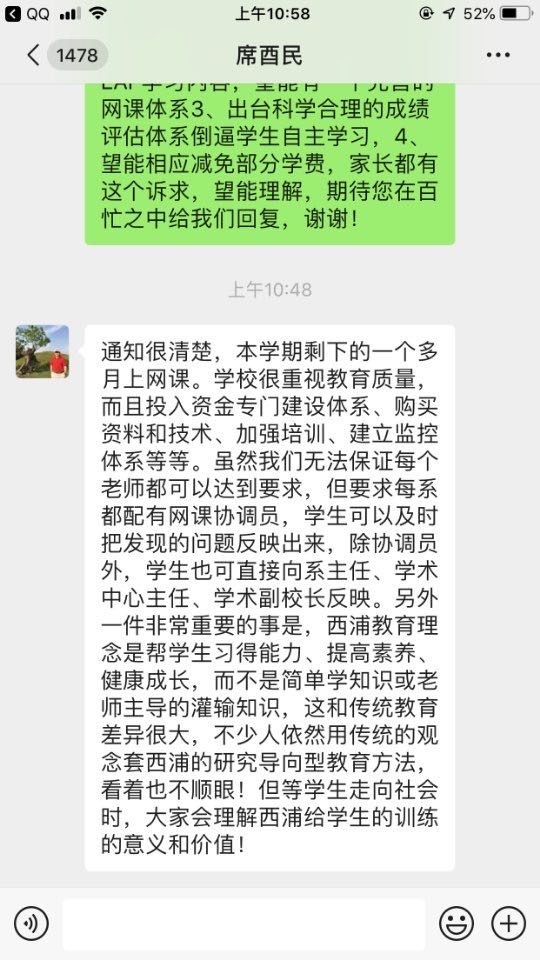 QQ 上午10:58 52%
1478 席酉民
EAP学习内容，望能有一个完善的
网课体系3、出台科学合理的成绩
评估体系倒逼学生自主学习，4、
望能相应减免部分学费，家长都有
这个诉求，望能理解，期待您在百
忙之中给我们回复，谢谢！
上午10:48
通知很清楚，本学期剩下的一个多
月上网课。学校很重视教育质量，
而且投入资金专门建设体系、购买
资料和技术、加强培训、建立监控
体系等等。虽然我们无法保证每个
老师都可以达到要求，但要求每系
都配有网课协调员，学生可以及时
把发现的问题反映出来，除协调员
外，学生也可直接向系主任、学术
中心主任、学术副校长反映。另外
一件非常重要的事是，西浦教育理
念是帮学生习得能力、提高素养、
健康成长，而不是简单学知识或老
师主导的灌输知识，这和传统教育
差异很大，不少人依然用传统的观
念套西浦的研究导向型教育方法，
看着也不顺眼！但等学生走向社会
时，大家会理解西浦给学生的训练
的意义和价值！